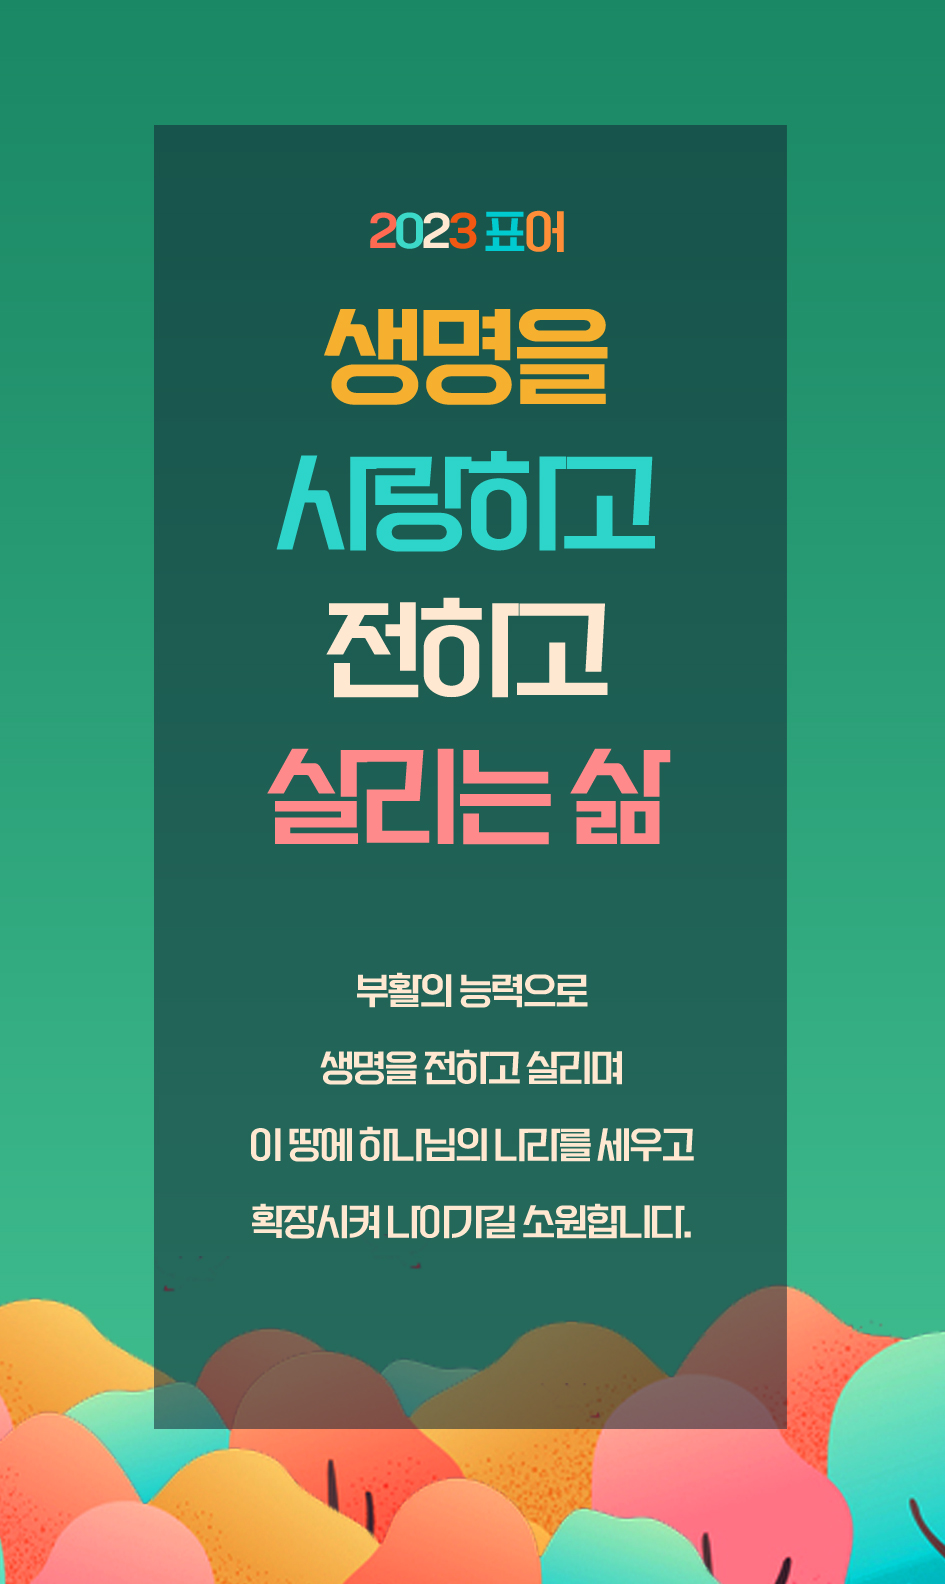 2023 표어
생명을
사랑하고
전하고
살리는 삶
부활의 능력으로
생명을 전하고 살리며
이 땅에 하나님의 나라를 세우고
확장시켜 나아가길 소원합니다.